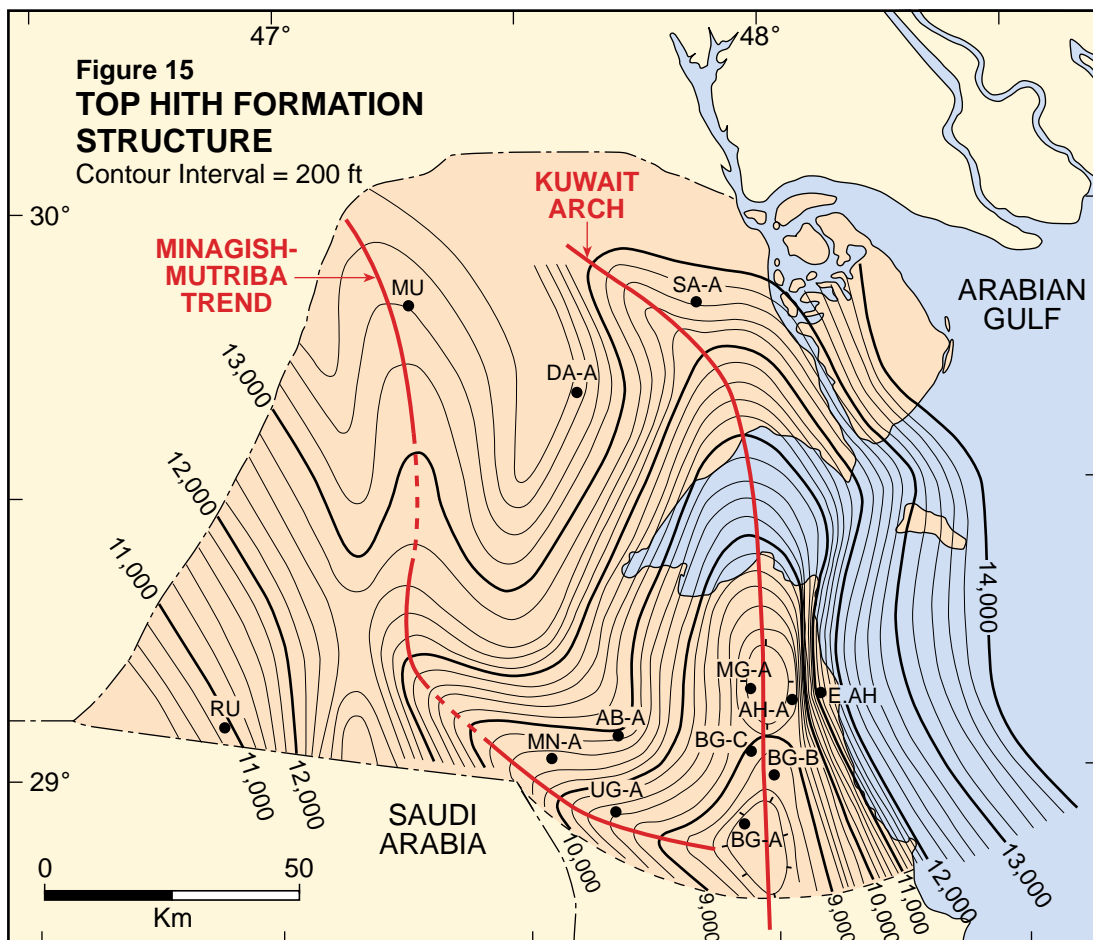 47°
48°
Figure 15
TOP HITH FORMATION
STRUCTURE
Contour Interval = 200 ft
30°
KUWAIT
ARCH
MINAGISH-
MUTRIBA
TREND
MU
SA-A
ARABIAN
GULF
DA-A
13,000
12,000
11,000
14,000
RU
MG-A
AH-A
E.AH
AB-A
MN-A
BG-C
BG-B
UG-A
BG-A
29°
11,000
12,000
SAUDI
ARABIA
10,000
9,000
9,000
10,000
11,000
12,000
13,000
0
50
Km